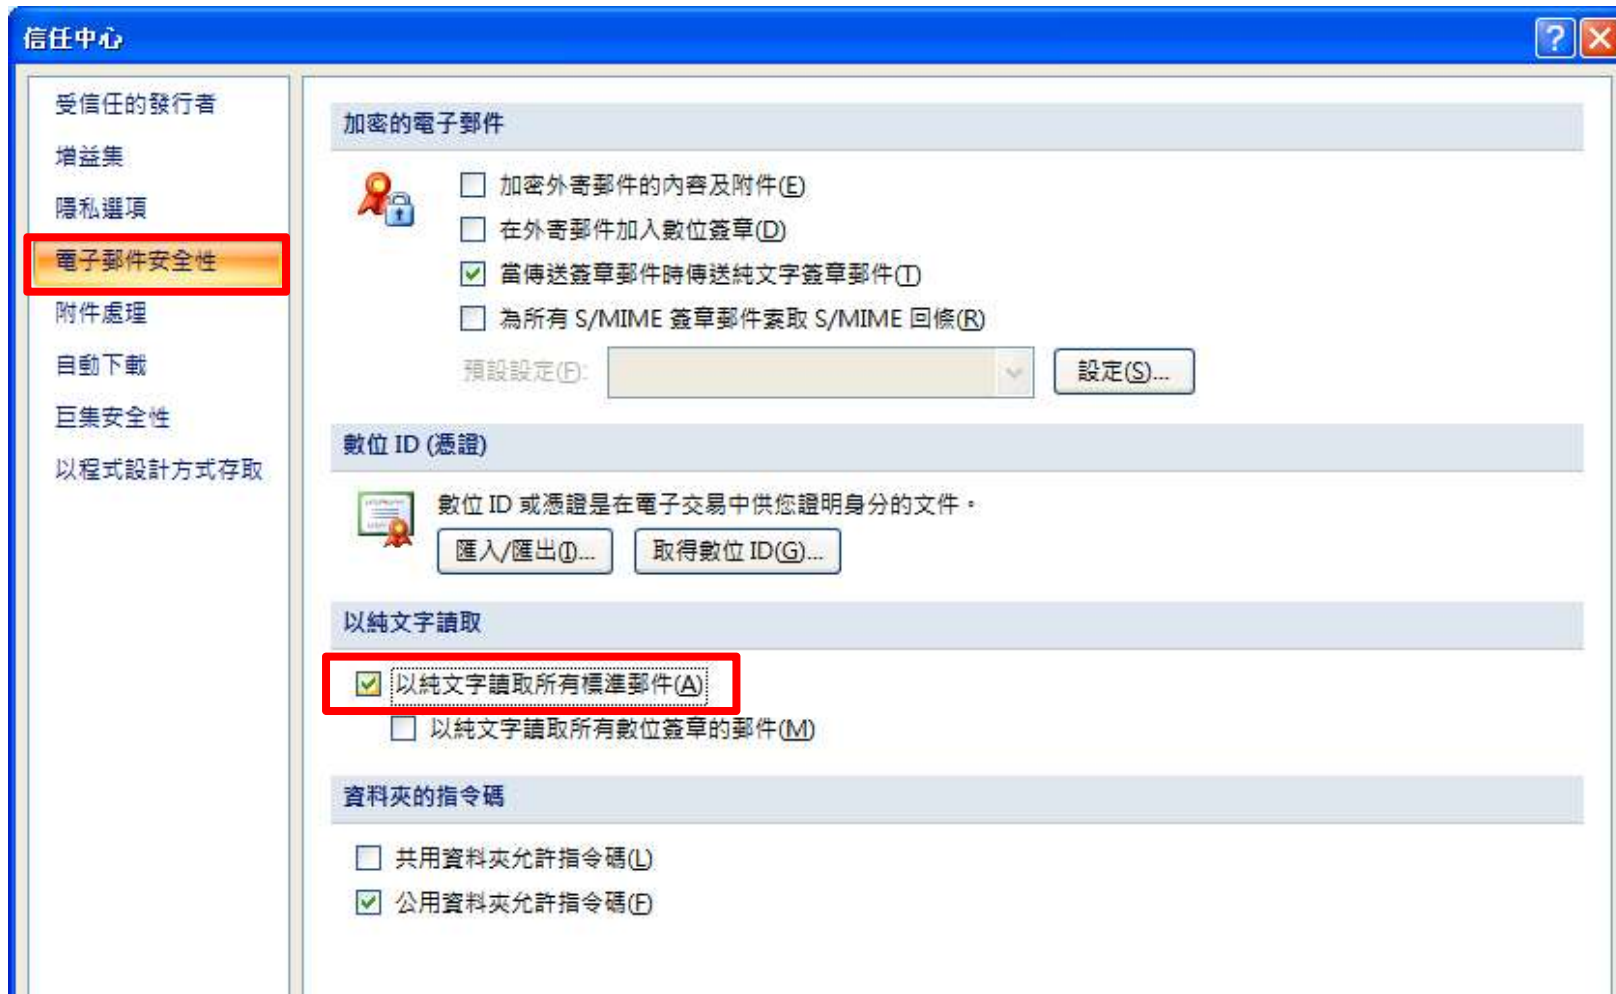 信任中心
受信任的發行者
增益集
隱私選項
電子郵件安全性
附件處理
自動下載
巨集安全性
以程式設計方式存取
加密的電子郵件
加密外寄郵件的內容及附件(E)
在外寄郵件加入數位簽章(D)
當傳送簽章郵件時傳送純文字簽章郵件(T)
為所有 S/MIME 簽章郵件索取 S/MIME 回條(R)
預設設定(F):
設定(S)...
數位 ID (憑證)
數位 ID 或憑證是在電子交易中供您證明身分的文件。
匯入/匯出(I)...
取得數位 ID(G)...
以純文字讀取
以純文字讀取所有標準郵件(A)
以純文字讀取所有數位簽章的郵件(M)
資料夾的指令碼
共用資料夾允許指令碼(L)
公用資料夾允許指令碼(F)